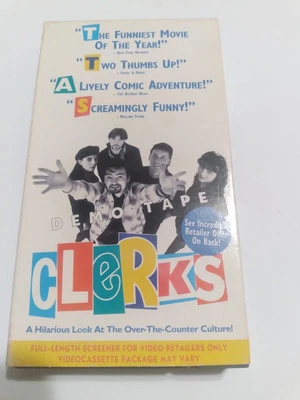 "THE FUNNIEST MOVIE
OF THE YEAR!"
"TWO THUMBS UP!"
"A LIVELY COMIC ADVENTURE!"
"SCREAMINGLY FUNNY!"
- ROLLING STONE
DEMO TAPE
See Incredible
Retailer Offer
On Back!
CLeRKS
A Hilarious Look At The Over-The-Counter Culture!
FULL-LENGTH SCREENER FOR VIDEO RETAILERS ONLY
VIDEOCASSETTE PACKAGE MAY VARY